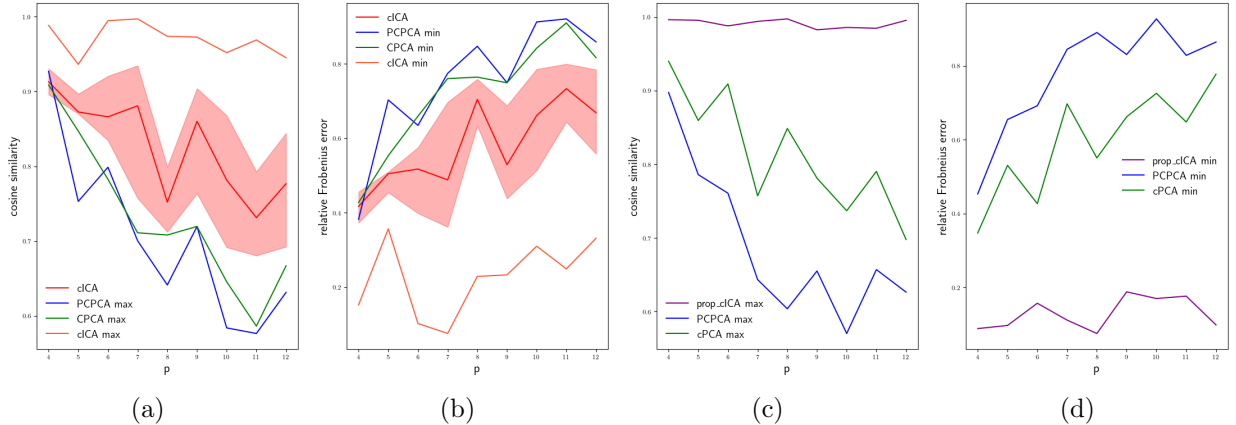 1.0
0.9
0.8
0.7
0.6
cosine similarity
cICA
PCPCA max
CPCA max
cICA max
4 5 6 7 8 9 10 11 12
p
(a)
0.8
0.6
0.4
0.2
relative Frobenius error
cICA
PCPCA min
CPCA min
cICA min
4 5 6 7 8 9 10 11 12
p
(b)
1.0
0.9
0.8
0.7
0.6
cosine similarity
prop_cICA max
PCPCA max
cPCA max
4 5 6 7 8 9 10 11 12
p
(c)
0.8
0.6
0.4
0.2
relative Frobneius error
prop_cICA min
PCPCA min
cPCA min
4 5 6 7 8 9 10 11 12
p
(d)